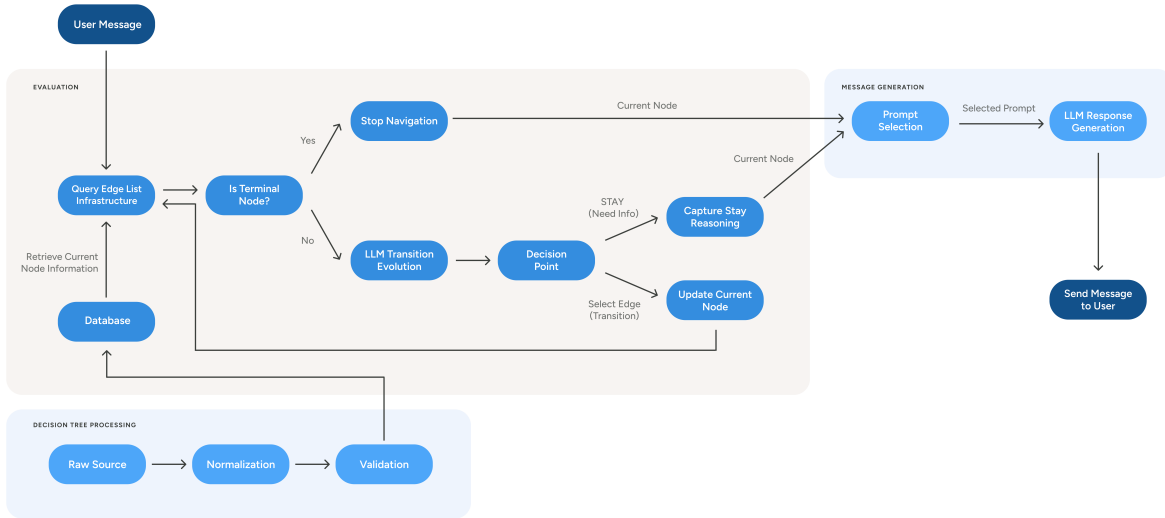 User Message
EVALUATION
MESSAGE GENERATION
Current Node
Stop Navigation
Prompt
Selection
Selected Prompt
LLM Response
Generation
Yes
Current Node
Query Edge List
Infrastructure
Is Terminal
Node?
STAY
(Need Info)
Capture Stay
Reasoning
No
Retrieve Current
Node Information
LLM Transition
Evolution
Decision
Point
Select Edge
(Transition)
Update Current
Node
Send Message
to User
Database
DECISION TREE PROCESSING
Raw Source
Normalization
Validation